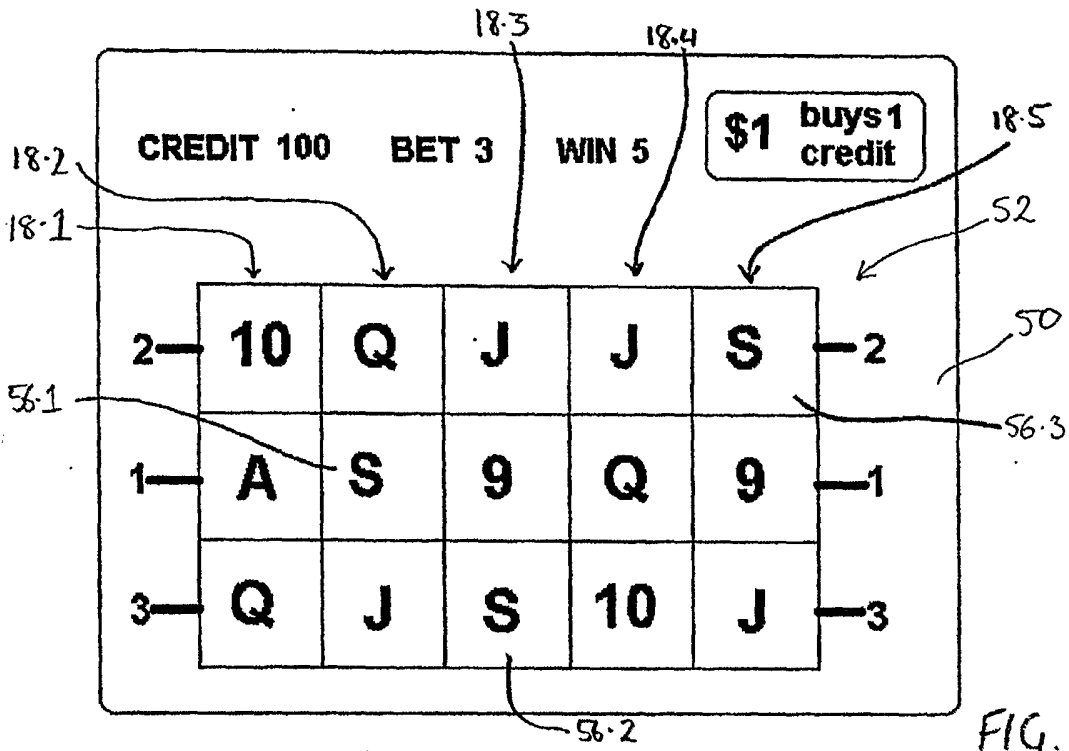 18.3
18.4
CREDIT 100 BET 3 WIN 5 $1 buys 1 credit
18.5
18.2
18.1
52
2 10 Q J J S 2
50
56.1
56.3
1 A S 9 Q 9 1
3 Q J S 10 J 3
56.2
FIG.